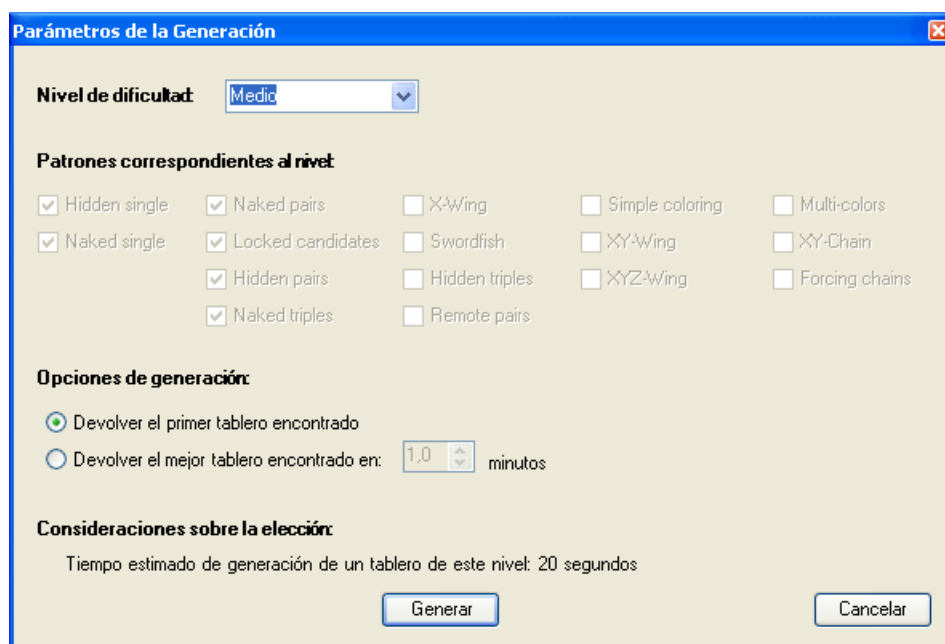 Parámetros de la Generación
Nivel de dificultad: Medio
Patrones correspondientes al nivel:
Hidden single Naked pairs X-Wing Simple coloring Multi-colors
Naked single Locked candidates Swordfish XY-Wing XY-Chain
Hidden pairs Hidden triples XYZ-Wing Forcing chains
Naked triples Remote pairs
Opciones de generación:
Devolver el primer tablero encontrado
Devolver el mejor tablero encontrado en: 1,0 minutos
Consideraciones sobre la elección:
Tiempo estimado de generación de un tablero de este nivel: 20 segundos
Generar Cancelar